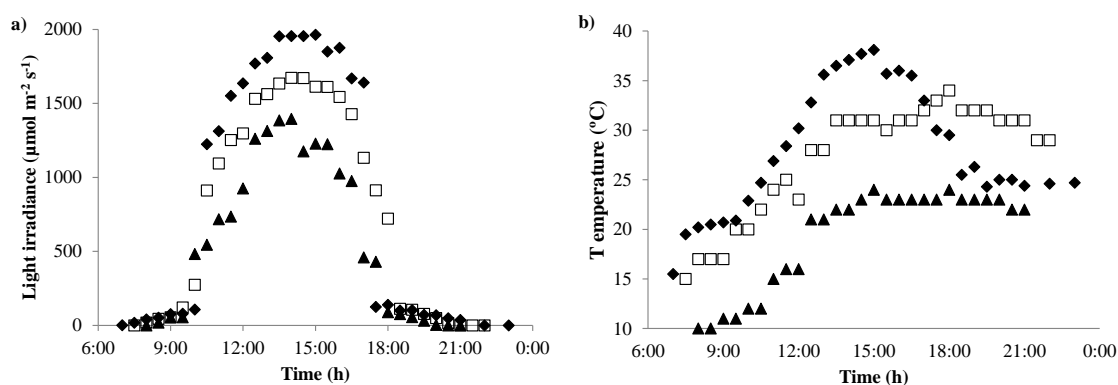 a)
Light irradiance (µmol m⁻² s⁻¹)
2000
1500
1000
500
0
6:00 9:00 12:00 15:00 18:00 21:00 0:00
Time (h)
b)
T emperature (ºC)
40
35
30
25
20
15
10
6:00 9:00 12:00 15:00 18:00 21:00 0:00
Time (h)